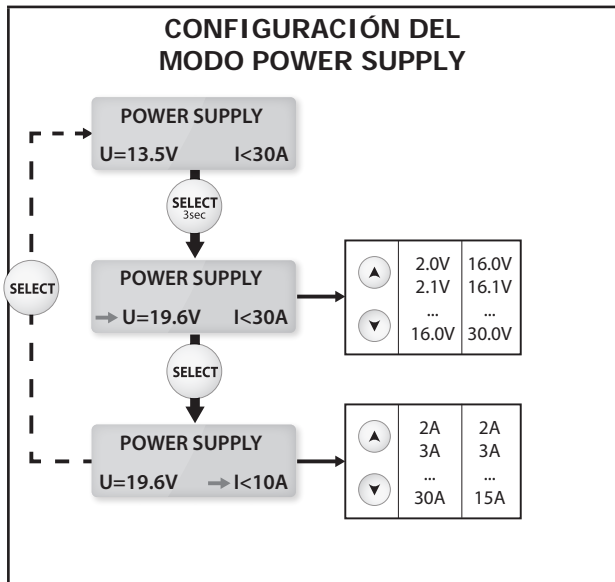 CONFIGURACIÓN DEL
MODO POWER SUPPLY
POWER SUPPLY
U=13.5V I<30A
SELECT
3sec
SELECT
POWER SUPPLY
U=19.6V I<30A
2.0V 16.0V
2.1V 16.1V
... ...
16.0V 30.0V
SELECT
POWER SUPPLY
U=19.6V I<10A
2A 2A
3A 3A
... ...
30A 15A